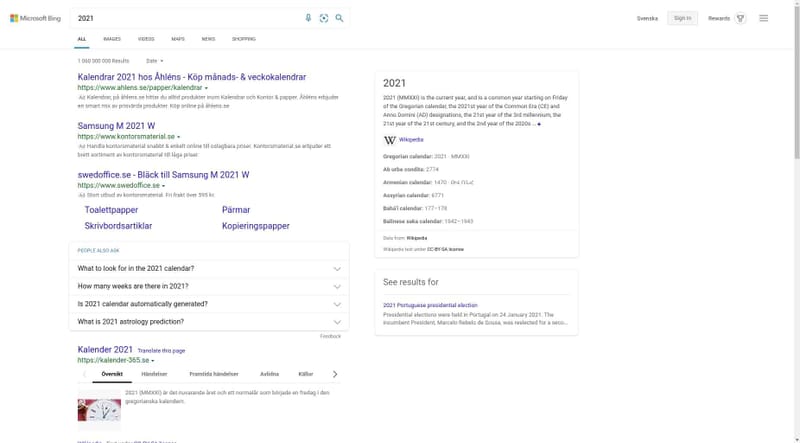 Microsoft Bing
2021
Svenska
Sign in
Rewards
ALL
IMAGES
VIDEOS
MAPS
NEWS
SHOPPING
1 060 000 000 Results
Date
Kalendrar 2021 hos Åhléns - Köp månads- & veckokalendrar
https://www.ahlens.se/papper/kalendrar
Ad Kalendrar, på åhlens.se hittar du alltid produkter inom Kalendrar och Kontor & papper. Åhléns erbjuder
en smart mix av prisvärda produkter. Köp online på åhlens.se
Samsung M 2021 W
https://www.kontorsmaterial.se
Ad Handla kontorsmaterial snabbt & enkelt online till oslagbara priser. Kontorsmaterial.se erbjuder ett
brett sortiment av kontorsmaterial till låga priser.
swedoffice.se - Bläck till Samsung M 2021 W
https://www.swedoffice.se
Ad Stort utbud av kontorsmaterial. Fri frakt över 595 kr.
Toalettpapper
Pärmar
Skrivbordsartiklar
Kopieringspapper
PEOPLE ALSO ASK
What to look for in the 2021 calendar?
How many weeks are there in 2021?
Is 2021 calendar automatically generated?
What is 2021 astrology prediction?
Feedback
Kalender 2021 Translate this page
https://kalender-365.se
Översikt
Händelser
Framtida händelser
Avlidna
Källor
2021 (MMXXI) är det nuvarande året och ett normalår som började en fredag i den
gregorianska kalendern.
2021
2021 (MMXXI) is the current year, and is a common year starting on Friday
of the Gregorian calendar, the 2021st year of the Common Era (CE) and
Anno Domini (AD) designations, the 21st year of the 3rd millennium, the
21st year of the 21st century, and the 2nd year of the 2020s ...
W Wikipedia
Gregorian calendar: 2021 · MMXXI
Ab urbe condita: 2774
Armenian calendar: 1470
Assyrian calendar: 6771
Bahá'í calendar: 177–178
Balinese saka calendar: 1942–1943
Data from: Wikipedia
Wikipedia text under CC-BY-SA license
See results for
2021 Portuguese presidential election
Presidential elections were held in Portugal on 24 January 2021. The
incumbent President, Marcelo Rebelo de Sousa, was reelected for a seco...